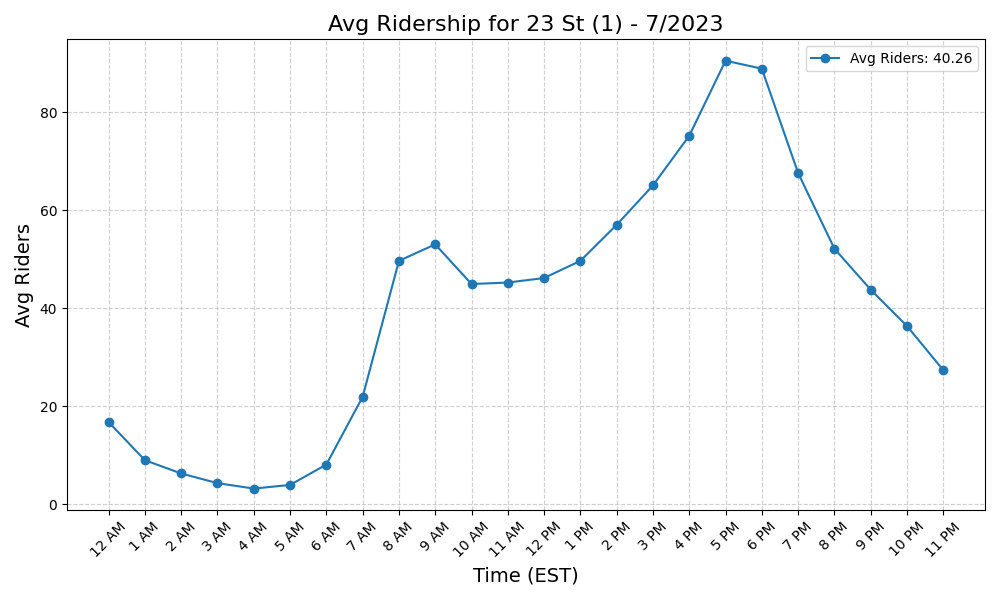 Avg Ridership for 23 St (1) - 7/2023
Avg Riders: 40.26
Avg Riders
80
60
40
20
0
12 AM
1 AM
2 AM
3 AM
4 AM
5 AM
6 AM
7 AM
8 AM
9 AM
10 AM
11 AM
12 PM
1 PM
2 PM
3 PM
4 PM
5 PM
6 PM
7 PM
8 PM
9 PM
10 PM
11 PM
Time (EST)